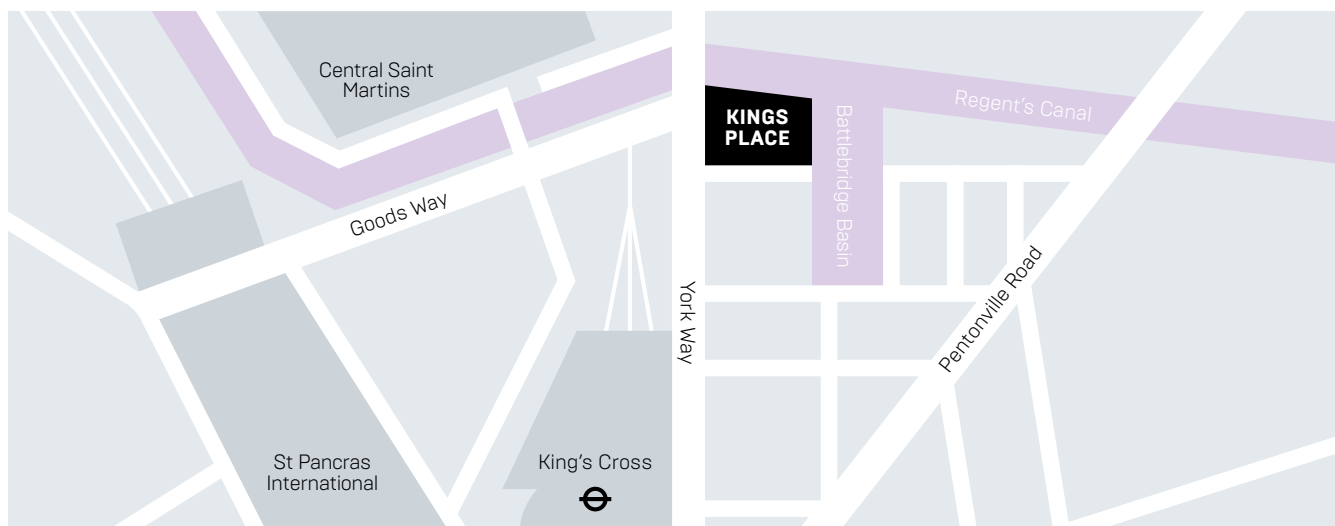 Central Saint
Martins
Regent's Canal
KINGS
PLACE
Battlebridge Basin
Goods Way
York Way
Pentonville Road
St Pancras
International
King's Cross